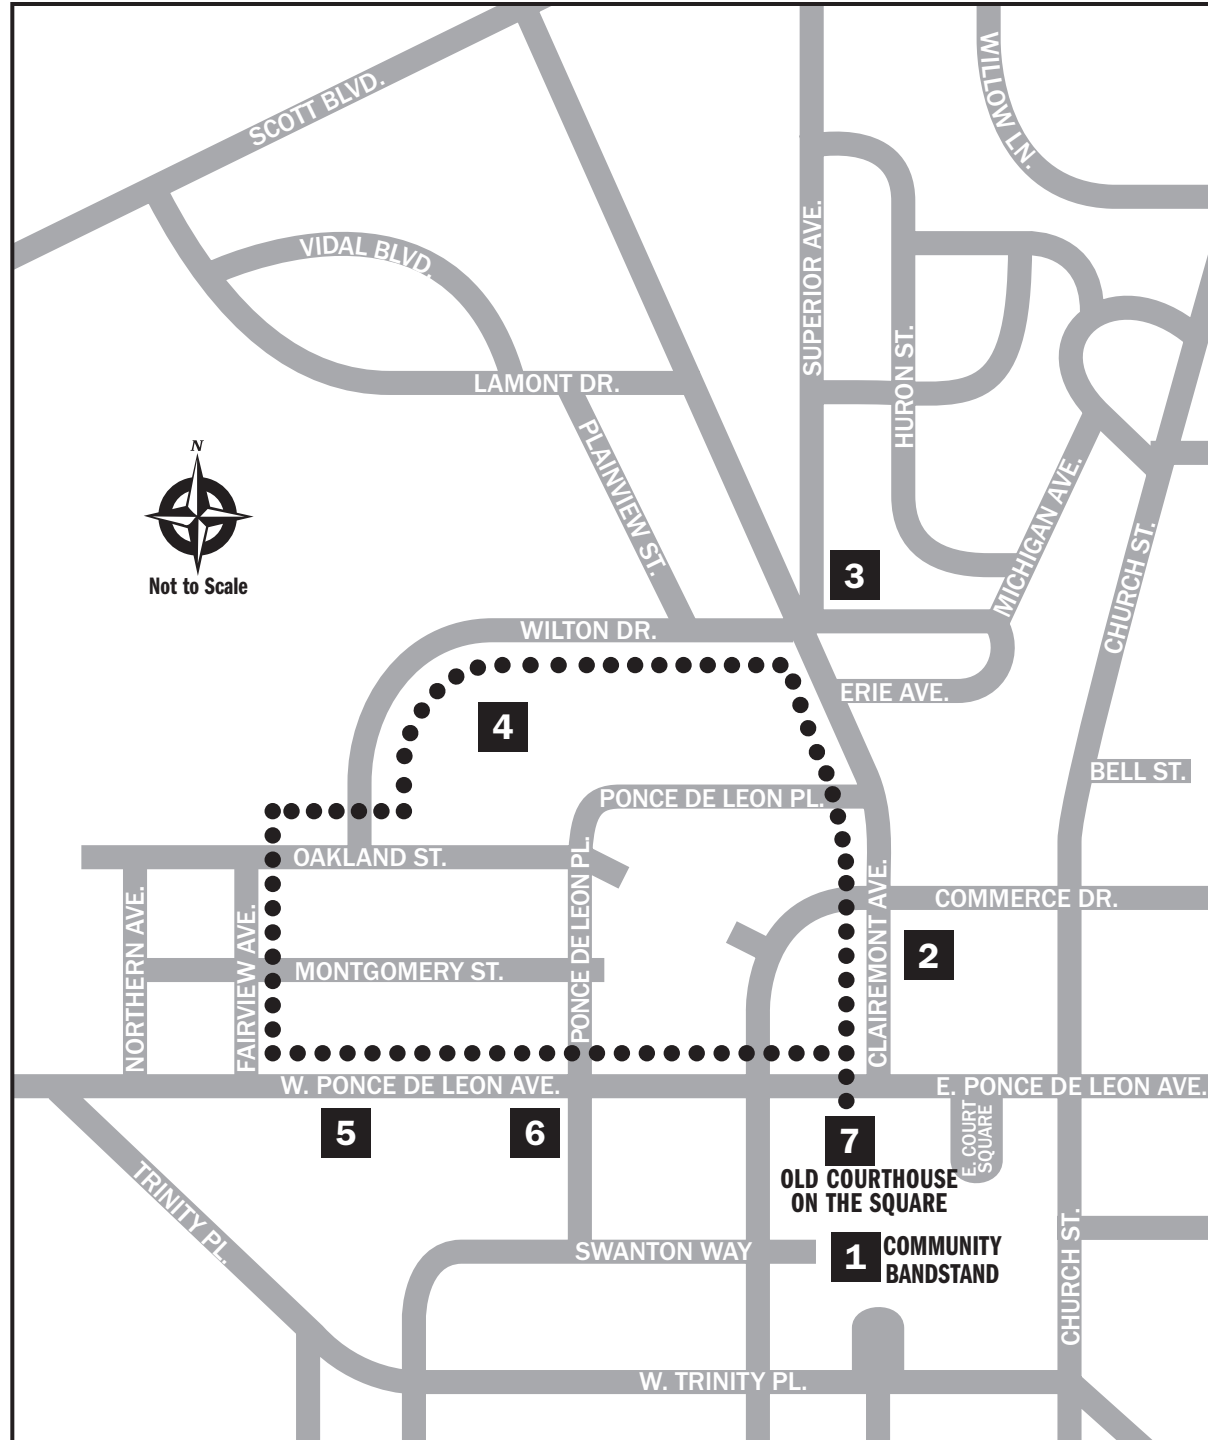 SCOTT BLVD.
WILLOW LN.
VIDAL BLVD.
SUPERIOR AVE.
HURON ST.
LAMONT DR.
PLAINVIEW ST.
N
Not to Scale
MICHIGAN AVE.
CHURCH ST.
3
WILTON DR.
ERIE AVE.
4
BELL ST.
PONCE DE LEON PL.
OAKLAND ST.
COMMERCE DR.
NORTHERN AVE.
FAIRVIEW AVE.
PONCE DE LEON PL.
CLAIREMONT AVE.
2
MONTGOMERY ST.
W. PONCE DE LEON AVE.
E. PONCE DE LEON AVE.
5
6
7
E. COURT
SQUARE
OLD COURTHOUSE
ON THE SQUARE
TRINITY PL.
SWANTON WAY
1
COMMUNITY
BANDSTAND
CHURCH ST.
W. TRINITY PL.